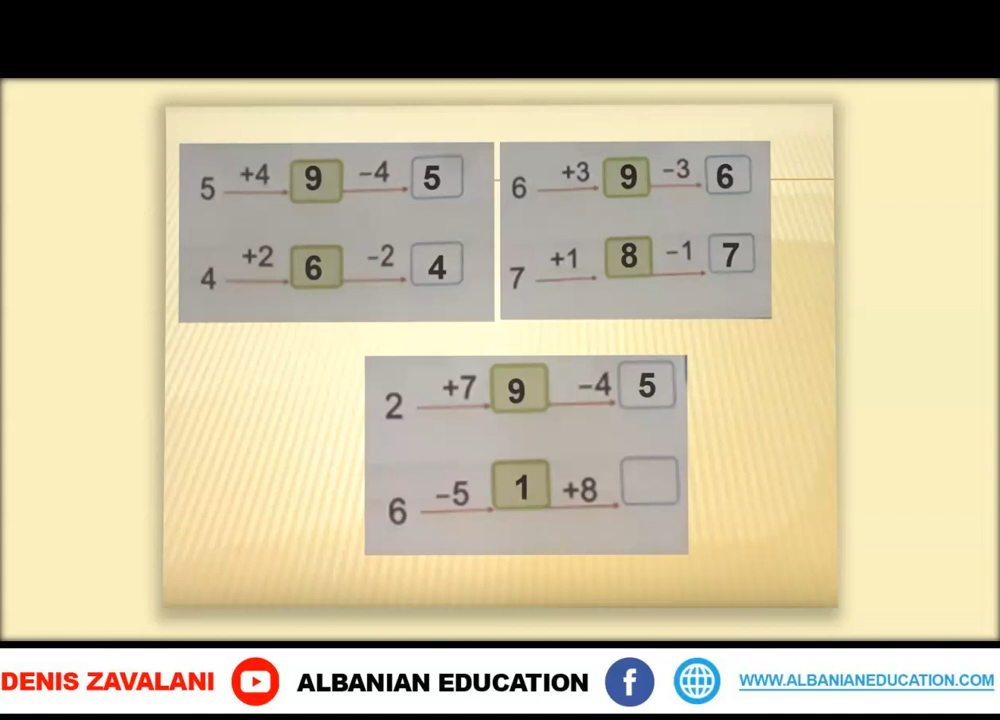 5 +4 9 −4 5
4 +2 6 −2 4
6 +3 9 −3 6
7 +1 8 −1 7
2 +7 9 −4 5
6 −5 1 +8
DENIS ZAVALANI ALBANIAN EDUCATION f WWW.ALBANIANEDUCATION.COM